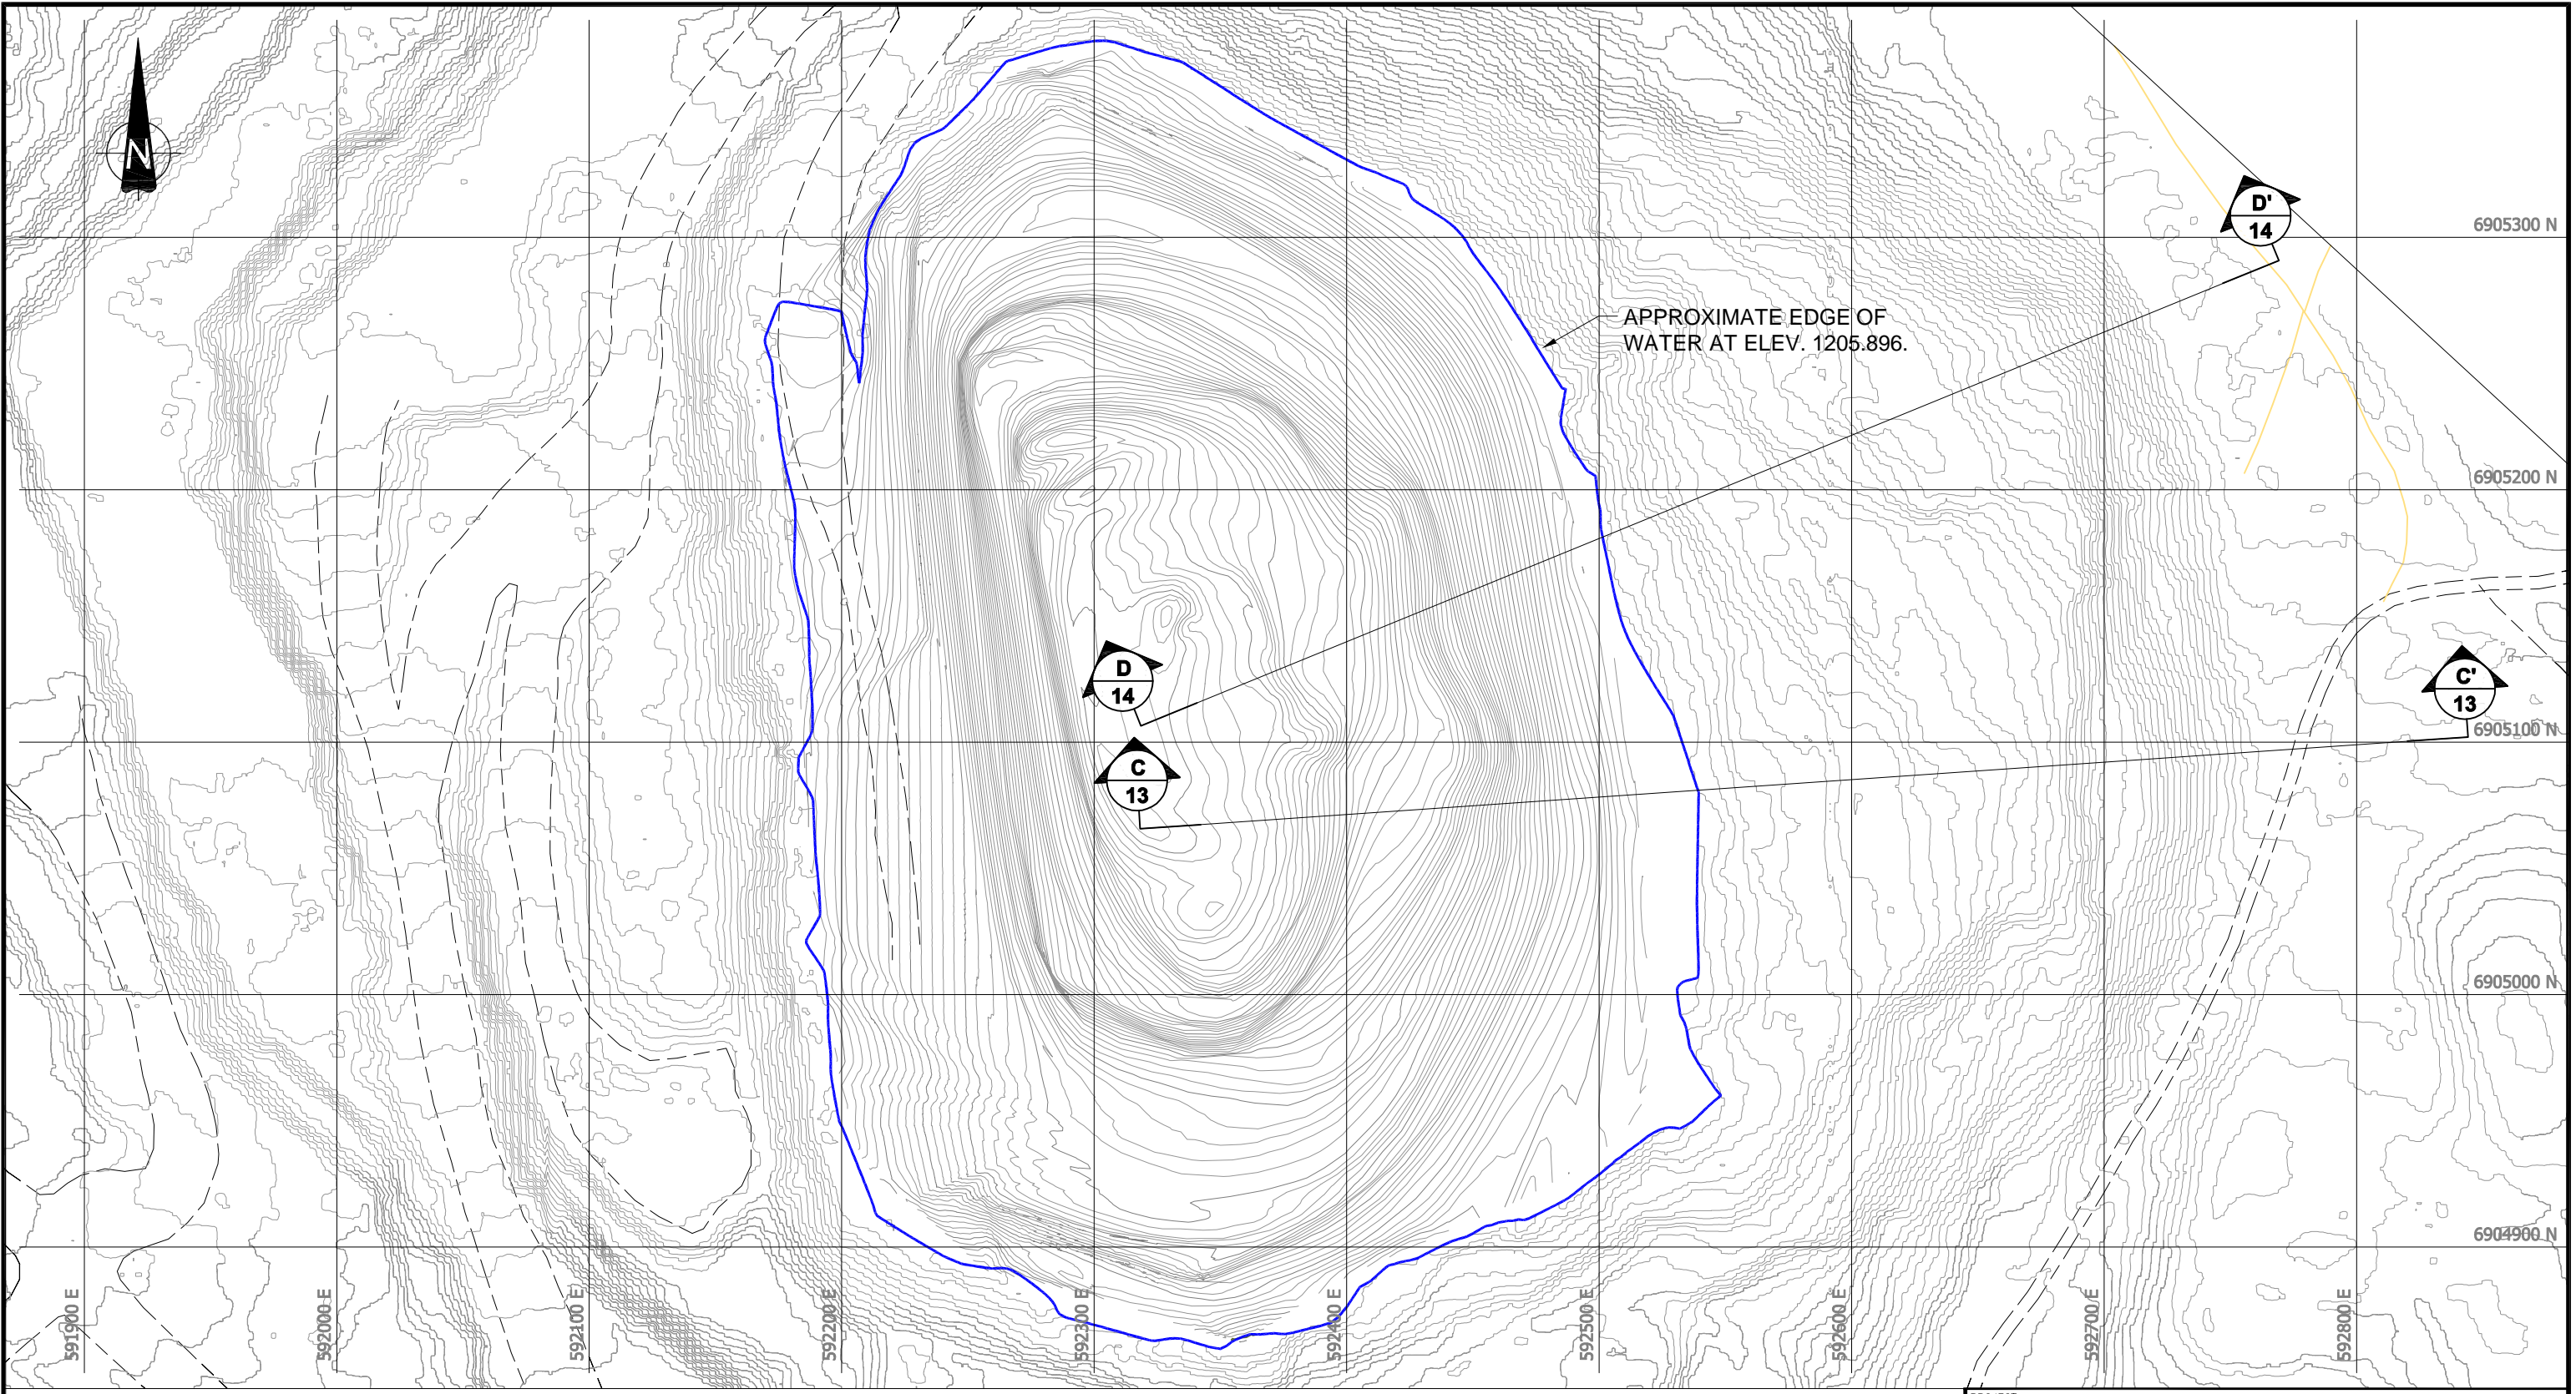 N
D'
14
6905300 N
APPROXIMATE EDGE OF
WATER AT ELEV. 1205.896.
6905200 N
D
14
C'
13
6905100 N
C
13
6905000 N
6904900 N
591900 E
592000 E
592100 E
592200 E
592300 E
592400 E
592500 E
592600 E
592700 E
592800 E